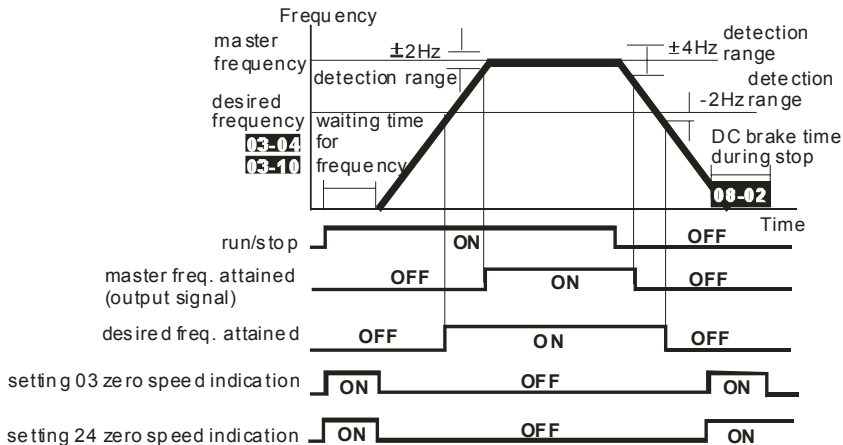 Frequency
master
frequency
±2Hz
detection range
±4Hz
detection
range
detection
-2Hz range
desired
frequency
03-04
03-10
waiting time
for
frequency
DC brake time
during stop
08-02
Time
run/stop
ON
OFF
master freq. attained
(output signal)
OFF
ON
OFF
desired freq. attained
OFF
ON
OFF
setting 03 zero speed indication
ON
OFF
ON
setting 24 zero speed indication
ON
OFF
ON